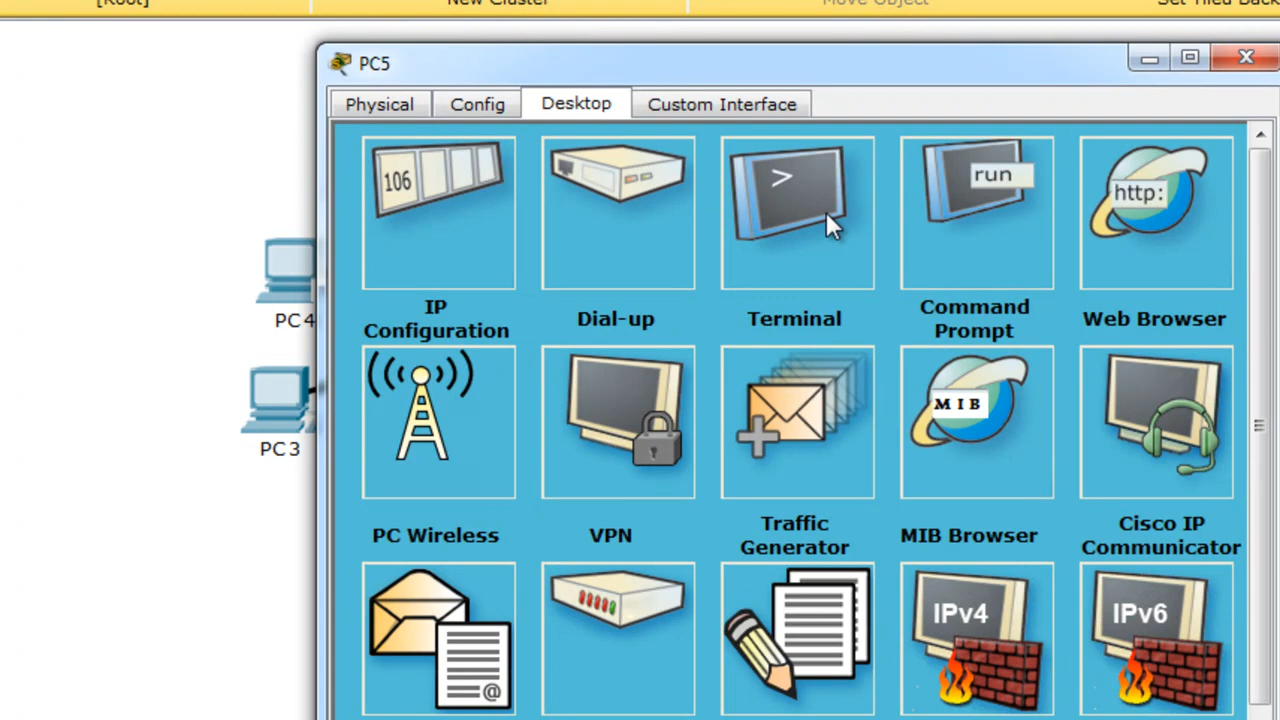 [Root] New Cluster Move Object Set Tiled Back
PC5
Physical Config Desktop Custom Interface
106
>
run
http:
IP
Configuration
Dial-up
Terminal
Command
Prompt
Web Browser
PC4
MIB
PC3
PC Wireless
VPN
Traffic
Generator
MIB Browser
Cisco IP
Communicator
@
IPv4
IPv6